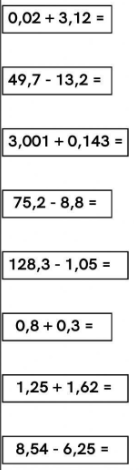 0,02 + 3,12 =
49,7 - 13,2 =
3,001 + 0,143 =
75,2 - 8,8 =
128,3 - 1,05 =
0,8 + 0,3 =
1,25 + 1,62 =
8,54 - 6,25 =